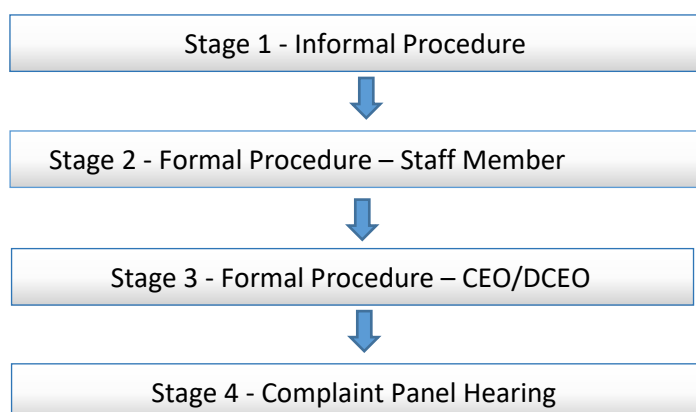 Stage 1 - Informal Procedure
Stage 2 - Formal Procedure – Staff Member
Stage 3 - Formal Procedure – CEO/DCEO
Stage 4 - Complaint Panel Hearing